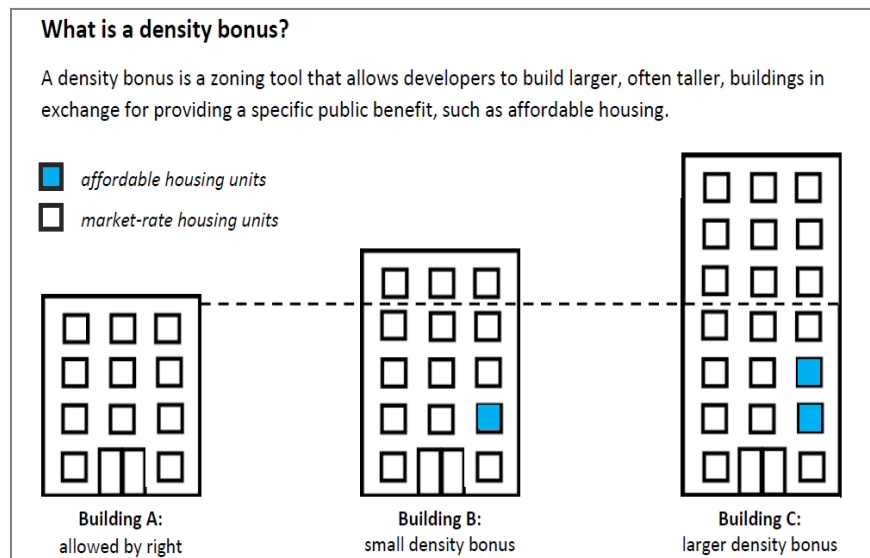 What is a density bonus?
A density bonus is a zoning tool that allows developers to build larger, often taller, buildings in
exchange for providing a specific public benefit, such as affordable housing.
affordable housing units
market-rate housing units
Building A:
allowed by right
Building B:
small density bonus
Building C:
larger density bonus